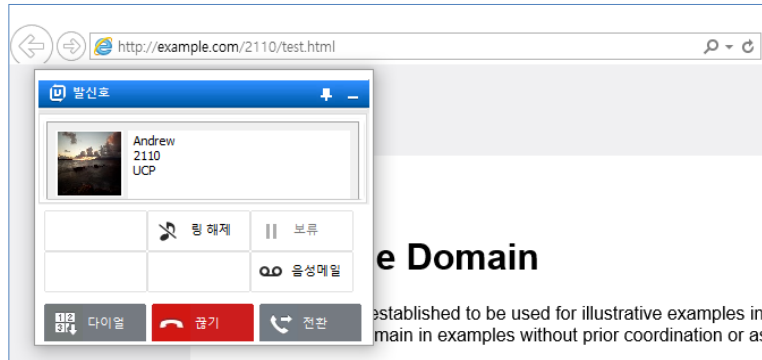 http://example.com/2110/test.html
발신호
Andrew
2110
UCP
링 해제
보류
음성메일
다이얼
끊기
전환
e Domain
established to be used for illustrative examples in
main in examples without prior coordination or as